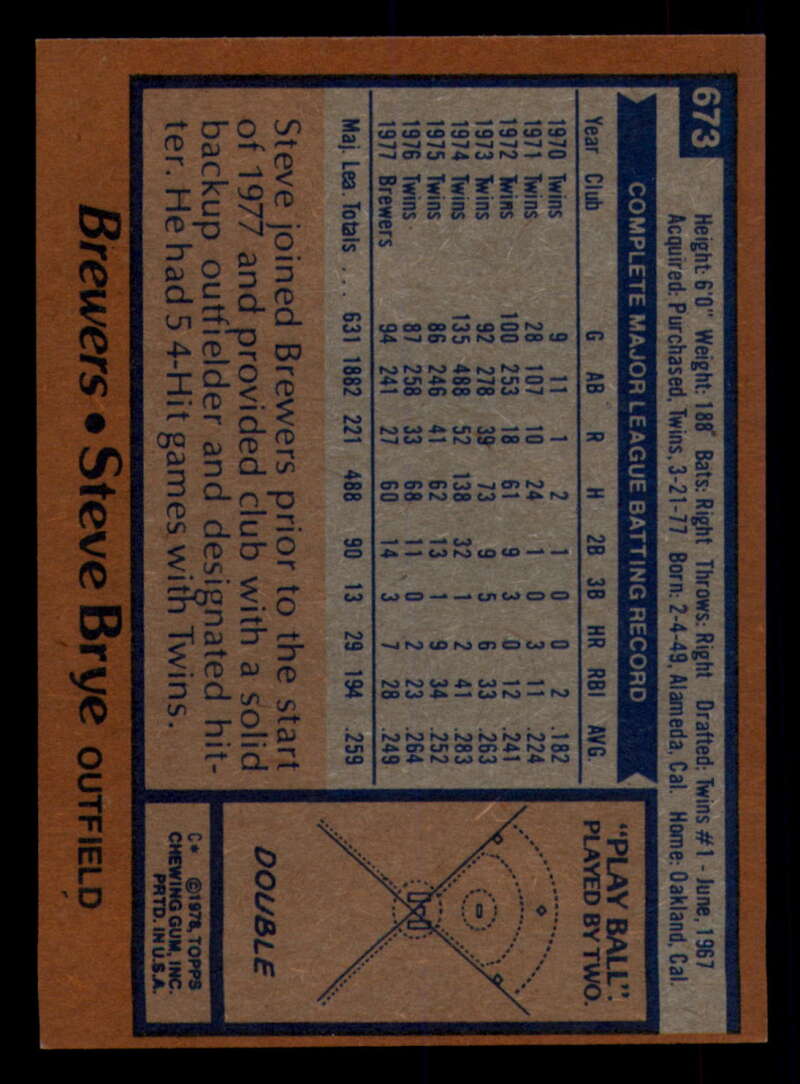 673
Height: 6'0" Weight: 188" Bats: Right Throws: Right Drafted: Twins #1 - June, 1967
Acquired: Purchased, Twins, 3-21-77 Born: 2-4-49, Alameda, Cal. Home: Oakland, Cal.
COMPLETE MAJOR LEAGUE BATTING RECORD
Year Club G AB R H 2B 3B HR RBI AVG.
1970 Twins 9 11 1 2 1 0 0 2 .182
1971 Twins 28 107 10 24 1 0 3 11 .224
1972 Twins 100 253 18 61 9 3 0 12 .241
1973 Twins 92 278 39 73 9 5 6 33 .263
1974 Twins 135 488 52 138 32 1 2 41 .283
1975 Twins 86 246 41 62 13 1 9 34 .252
1976 Twins 87 258 33 68 11 0 2 23 .264
1977 Brewers 94 241 27 60 14 3 7 28 .249
Maj. Lea. Totals .... 631 1882 221 488 90 13 29 194 .259
Steve joined Brewers prior to the start
of 1977 and provided club with a solid
backup outfielder and designated hit-
ter. He had 5 4-Hit games with Twins.
"PLAY BALL"
PLAYED BY TWO.
DOUBLE
C* ©1978, TOPPS
CHEWING GUM, INC.
PRTD. IN U.S.A.
Brewers • Steve Brye OUTFIELD